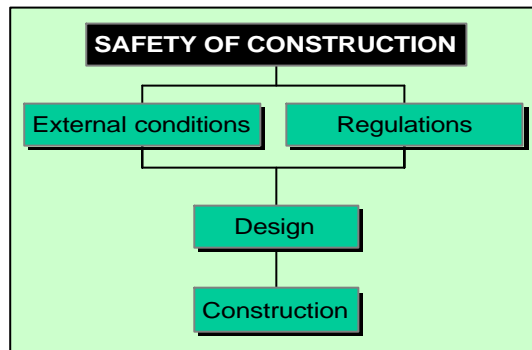 SAFETY OF CONSTRUCTION
External conditions
Regulations
Design
Construction